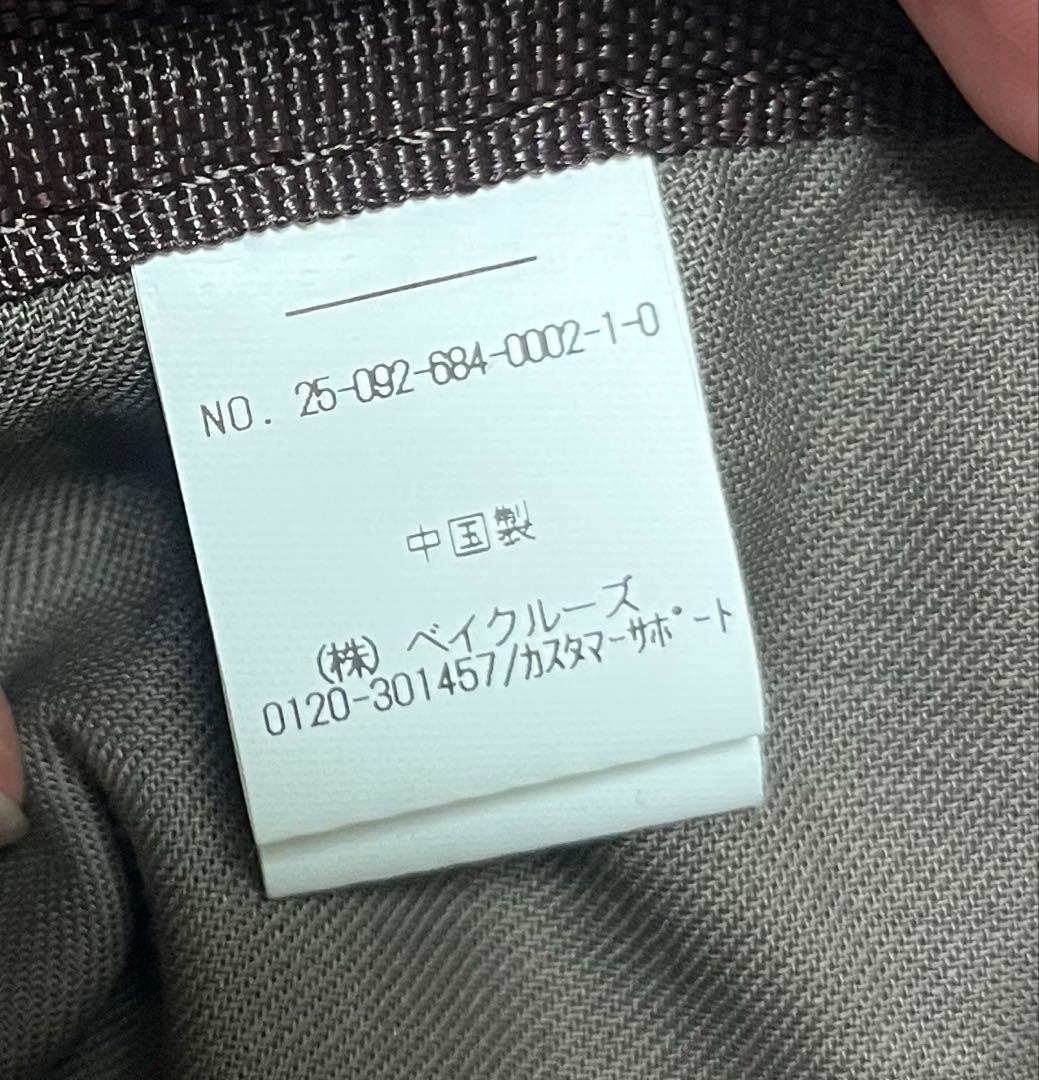 NO. 25-092-684-0002-1-0
中国製
(株) ベイクルーズ
0120-301457/カスタマーサポート